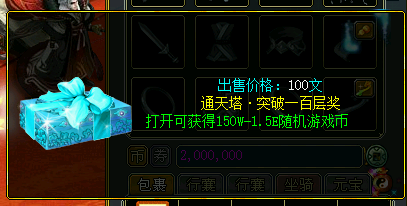 出售价格：100文
通天塔·突破一百层奖
打开可获得150W-1.5E随机游戏币
币 券 2,000,000
包裹 行囊 行囊 坐骑 元宝